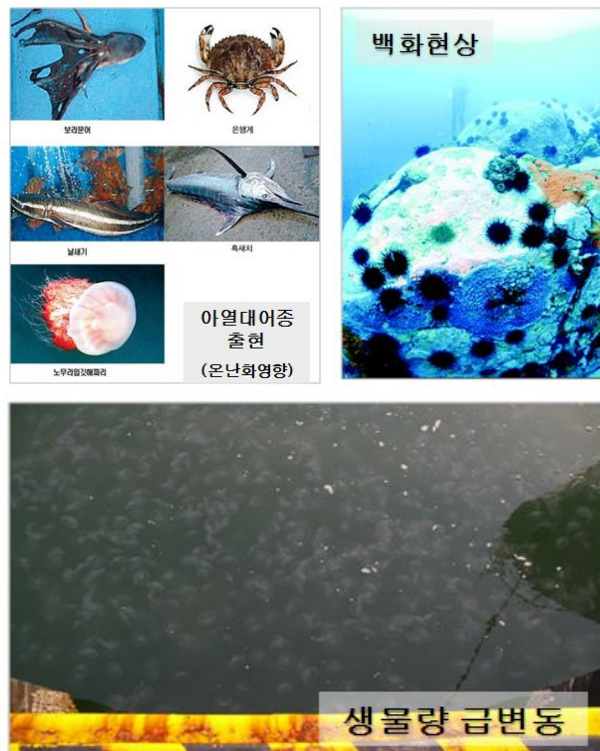 보라문어
은행게
날새기
흑새치
노무라입깃해파리
아열대어종
출현
(온난화영향)
백화현상
생물량 급변동